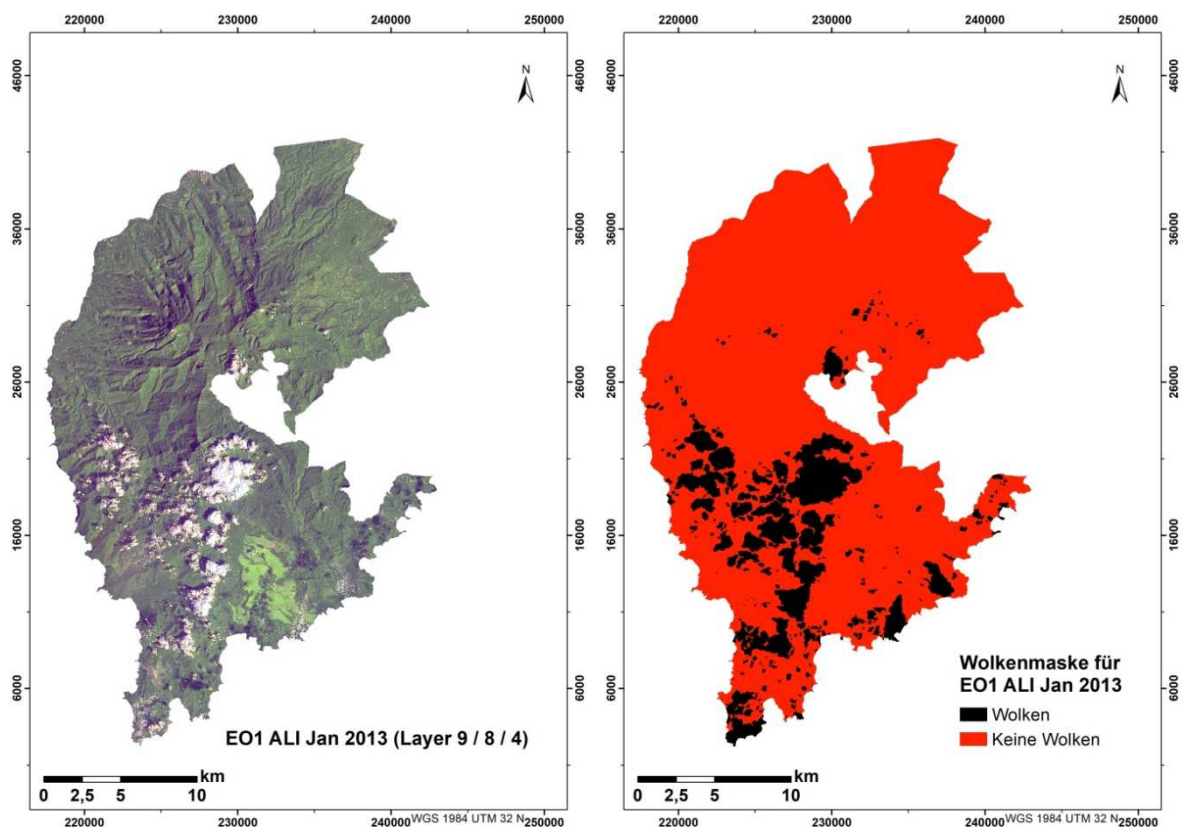 220000 230000 240000 250000
46000
36000
26000
16000
6000
46000
36000
26000
16000
6000
N
EO1 ALI Jan 2013 (Layer 9 / 8 / 4)
km
0 2,5 5 10
WGS 1984 UTM 32 N
220000 230000 240000 250000
220000 230000 240000 250000
46000
36000
26000
16000
6000
46000
36000
26000
16000
6000
N
Wolkenmaske für
EO1 ALI Jan 2013
Wolken
Keine Wolken
km
0 2,5 5 10
WGS 1984 UTM 32 N
220000 230000 240000 250000